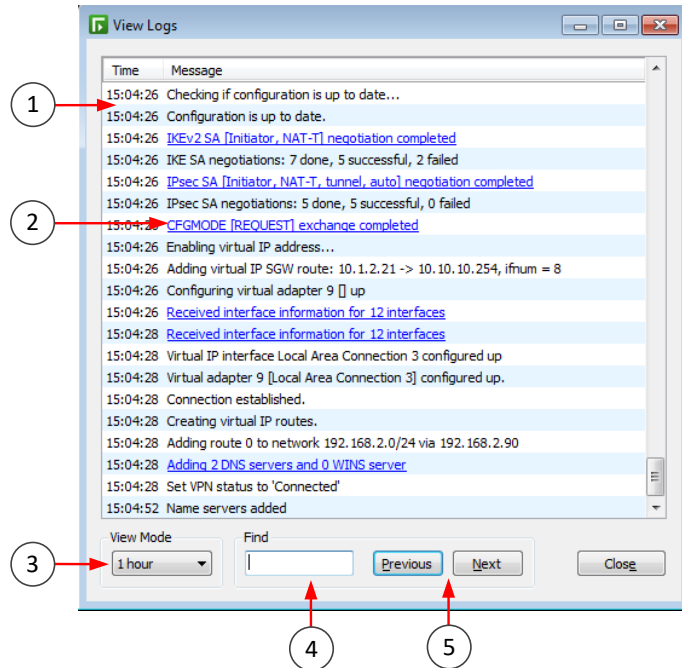 View Logs
Time Message
15:04:26 Checking if configuration is up to date...
15:04:26 Configuration is up to date.
15:04:26 IKEv2 SA [Initiator, NAT-T] negotiation completed
15:04:26 IKE SA negotiations: 7 done, 5 successful, 2 failed
15:04:26 IPsec SA [Initiator, NAT-T, tunnel, auto] negotiation completed
15:04:26 IPsec SA negotiations: 5 done, 5 successful, 0 failed
CFGMODE [REQUEST] exchange completed
15:04:26 Enabling virtual IP address...
15:04:26 Adding virtual IP SGW route: 10.1.2.21 -> 10.10.10.254, ifnum = 8
15:04:26 Configuring virtual adapter 9 [] up
15:04:26 Received interface information for 12 interfaces
15:04:28 Received interface information for 12 interfaces
15:04:28 Virtual IP interface Local Area Connection 3 configured up
15:04:28 Virtual adapter 9 [Local Area Connection 3] configured up.
15:04:28 Connection established.
15:04:28 Creating virtual IP routes.
15:04:28 Adding route 0 to network 192.168.2.0/24 via 192.168.2.90
15:04:28 Adding 2 DNS servers and 0 WINS server
15:04:28 Set VPN status to 'Connected'
15:04:52 Name servers added
View Mode Find
1 hour Previous Next Close
1
2
3
4
5